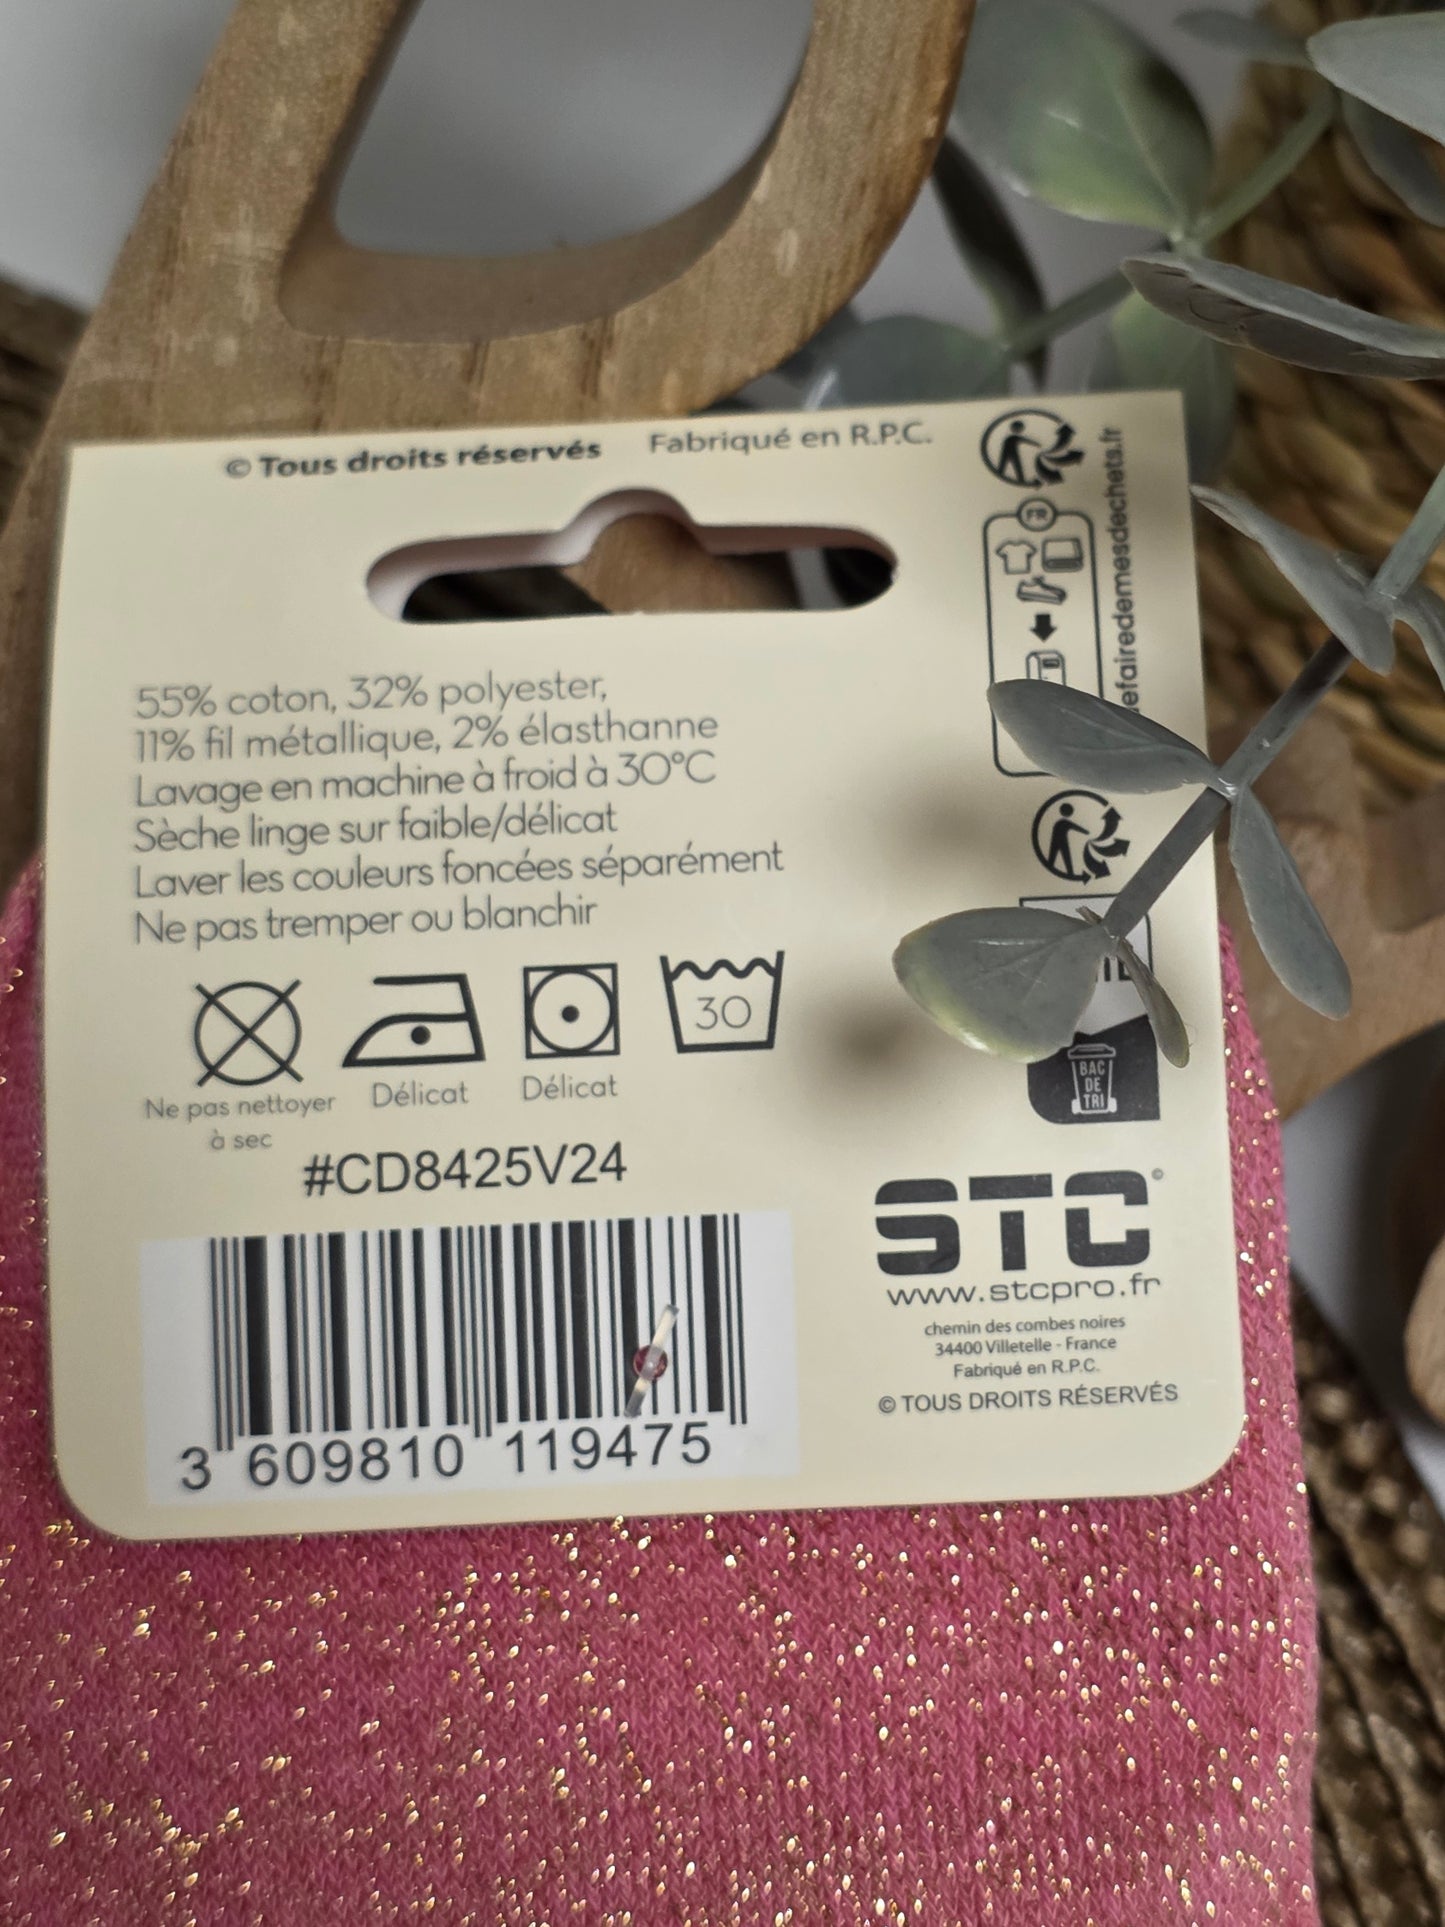 © Tous droits réservés Fabriqué en R.P.C.
FR
55% coton, 32% polyester,
11% fil métallique, 2% élasthanne
Lavage en machine à froid à 30°C
Sèche linge sur faible/délicat
Laver les couleurs foncées séparément
Ne pas tremper ou blanchir
30
Ne pas nettoyer
à sec
Délicat
Délicat
#CD8425V24
3 609810 119475
BAC
DE
TRI
STC©
www.stcpro.fr
chemin des combes noires
34400 Villetelle - France
Fabriqué en R.P.C.
© TOUS DROITS RÉSERVÉS